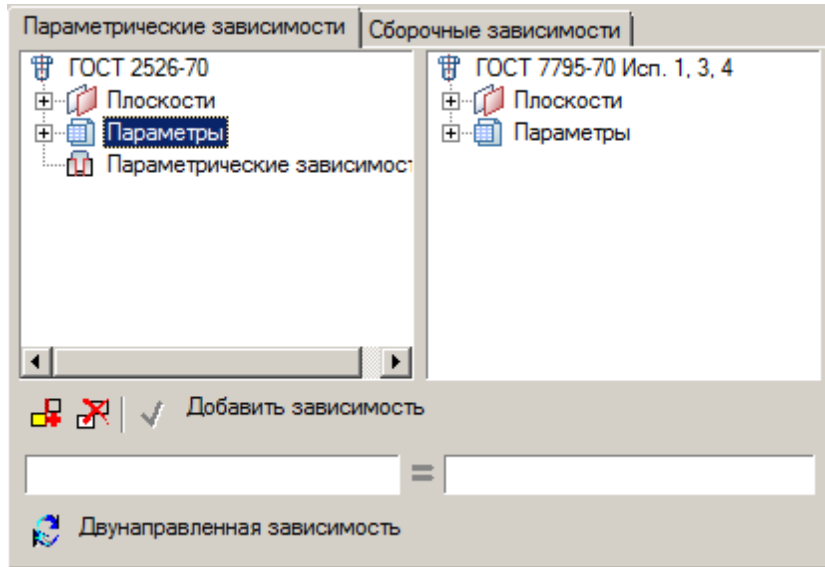 Параметрические зависимости Сборочные зависимости
ГОСТ 2526-70
Плоскости
Параметры
Параметрические зависимост
ГОСТ 7795-70 Исп. 1, 3, 4
Плоскости
Параметры
Добавить зависимость
=
Двунаправленная зависимость